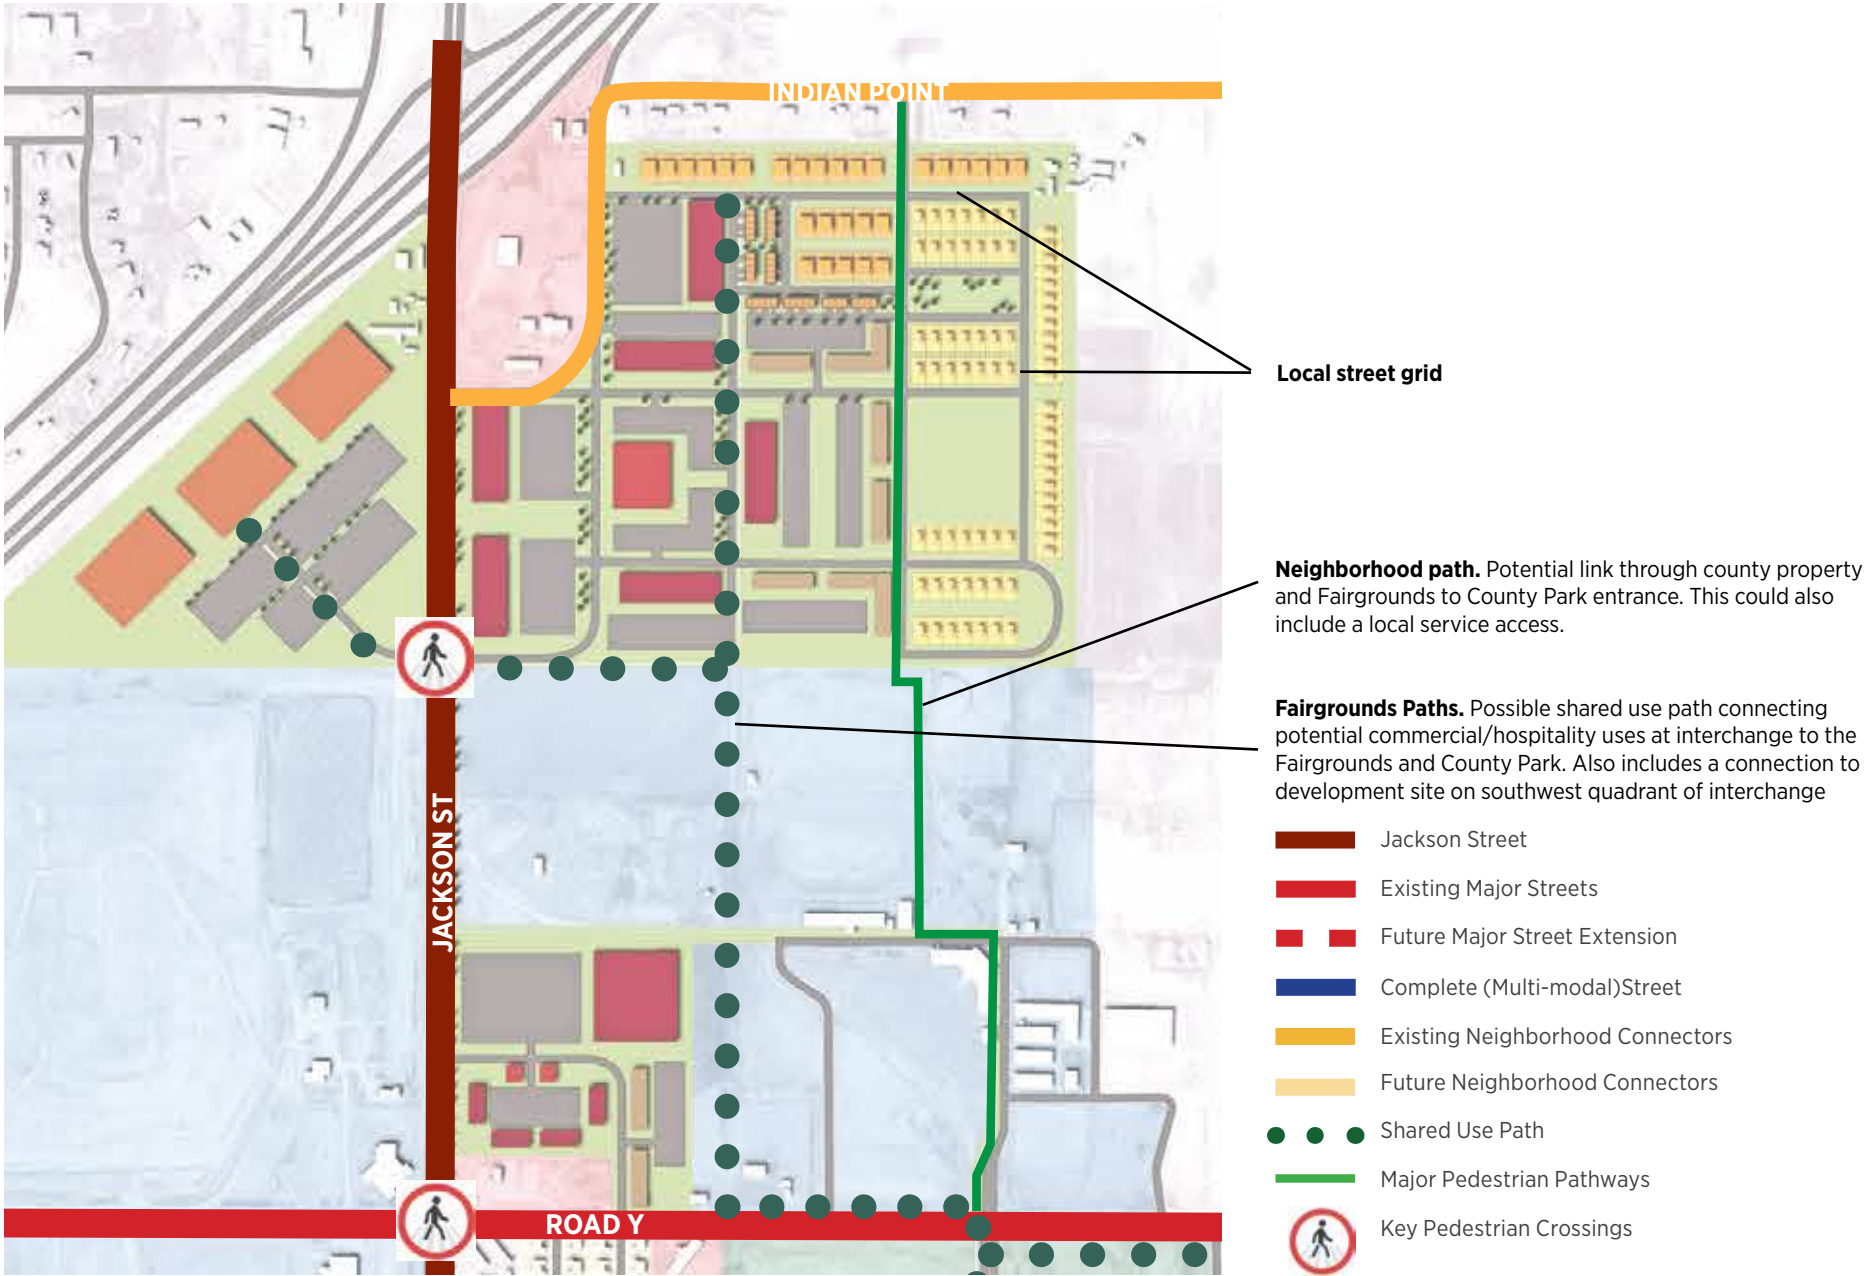 INDIAN POINT
Local street grid
Neighborhood path. Potential link through county property
and Fairgrounds to County Park entrance. This could also
include a local service access.
Fairgrounds Paths. Possible shared use path connecting
potential commercial/hospitality uses at interchange to the
Fairgrounds and County Park. Also includes a connection to
development site on southwest quadrant of interchange
JACKSON ST
Jackson Street
Existing Major Streets
Future Major Street Extension
Complete (Multi-modal)Street
Existing Neighborhood Connectors
Future Neighborhood Connectors
Shared Use Path
Major Pedestrian Pathways
Key Pedestrian Crossings
ROAD Y